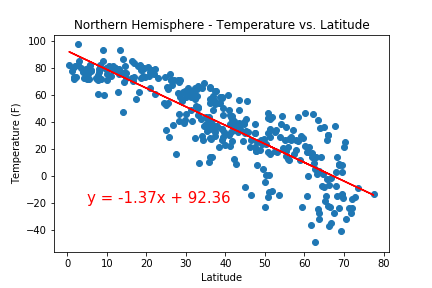 Northern Hemisphere - Temperature vs. Latitude
Temperature (F)
100
80
60
40
20
0
−20
−40
y = -1.37x + 92.36
0 10 20 30 40 50 60 70 80
Latitude